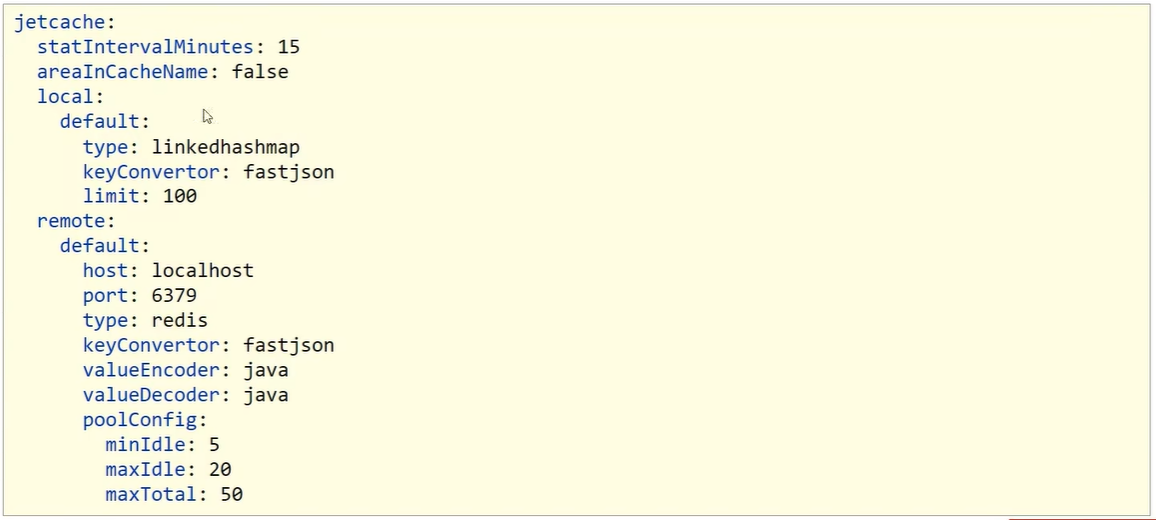 jetcache:
  statIntervalMinutes: 15
  areaInCacheName: false
  local:
    default:
      type: linkedhashmap
      keyConvertor: fastjson
      limit: 100
  remote:
    default:
      host: localhost
      port: 6379
      type: redis
      keyConvertor: fastjson
      valueEncoder: java
      valueDecoder: java
      poolConfig:
        minIdle: 5
        maxIdle: 20
        maxTotal: 50